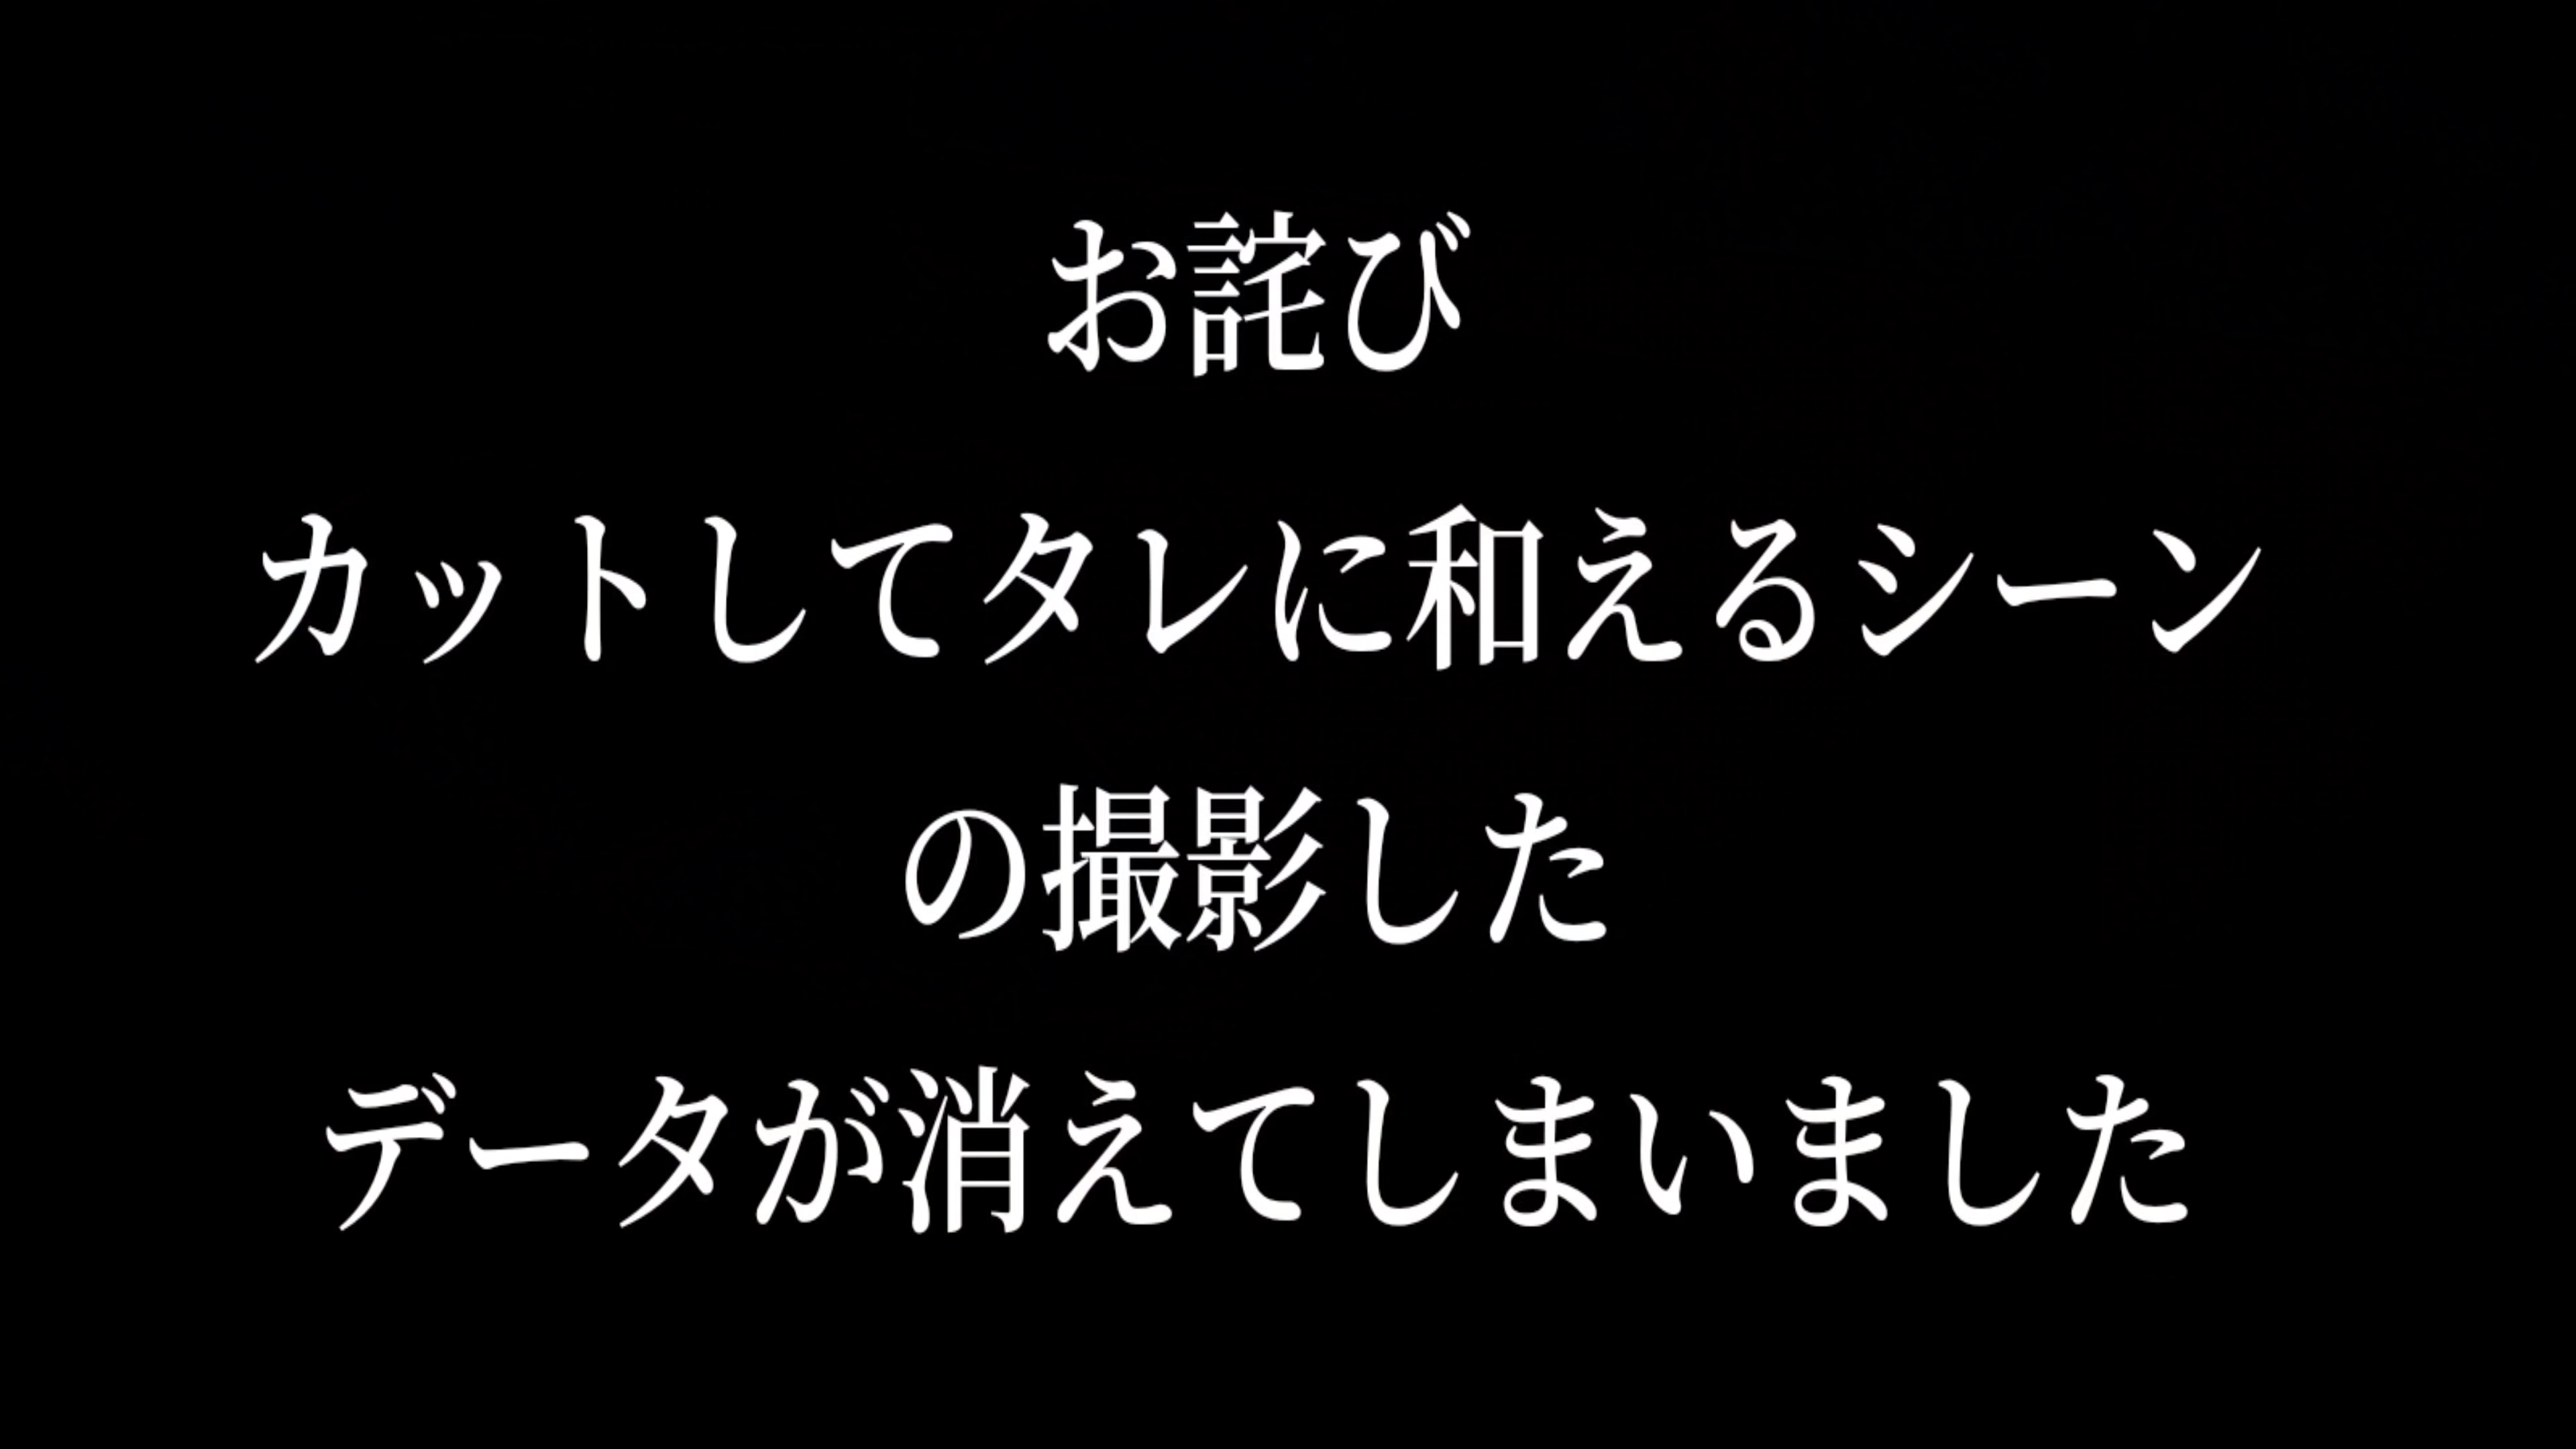 お詫び
カットしてタレに和えるシーン
の撮影した
データが消えてしまいました